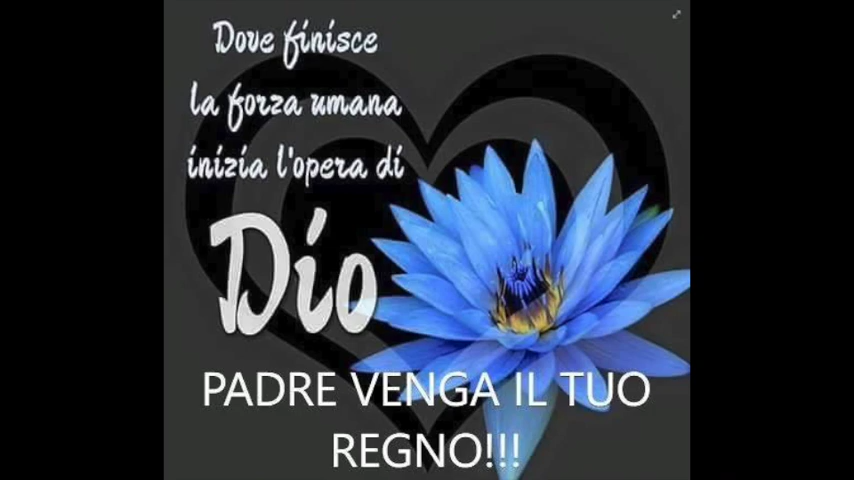 Dove finisce
la forza umana
inizia l'opera di
Dio
PADRE VENGA IL TUO
REGNO!!!